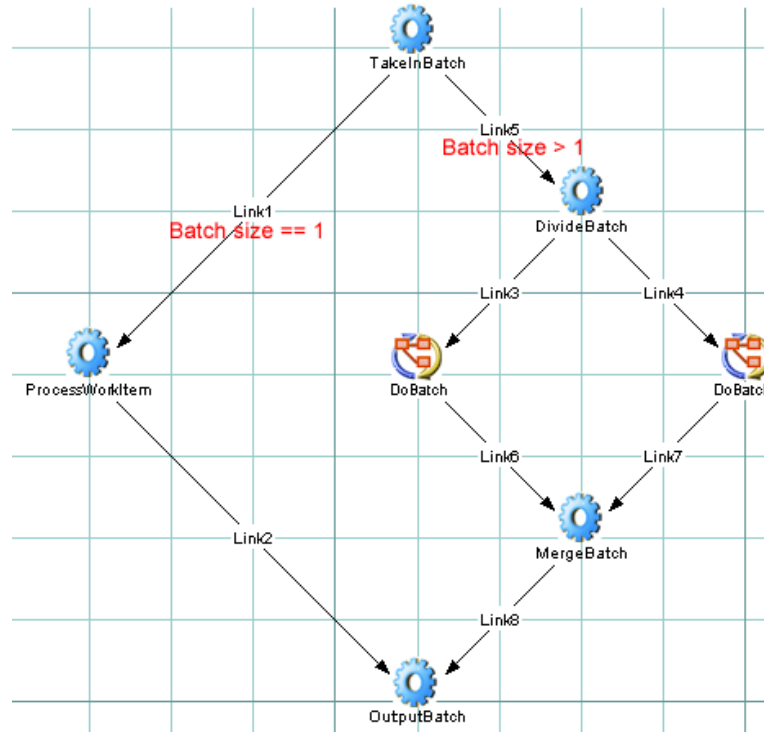 TakeInBatch
Link5
Batch size > 1
Link1
Batch size == 1
DivideBatch
Link3
Link4
ProcessWorkItem
DoBatch
DoBatch
Link6
Link7
Link2
MergeBatch
Link8
OutputBatch